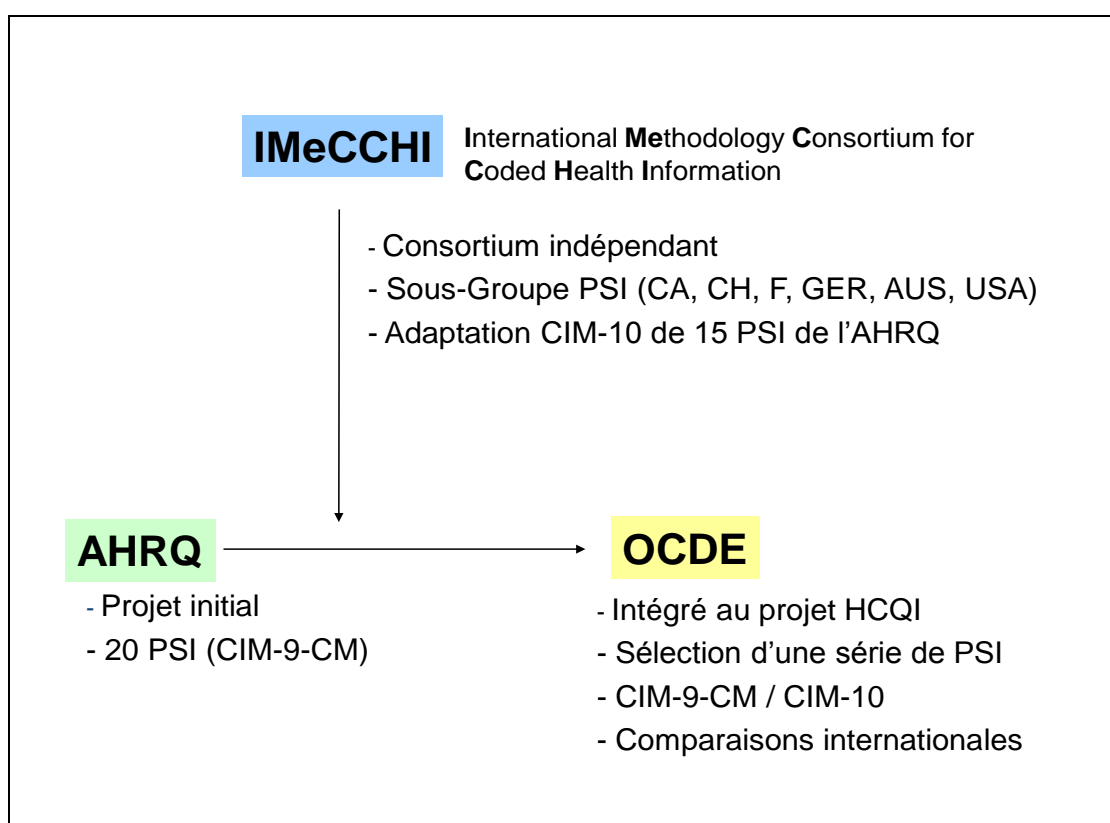 IMeCCHI
International Methodology Consortium for
Coded Health Information
- Consortium indépendant
- Sous-Groupe PSI (CA, CH, F, GER, AUS, USA)
- Adaptation CIM-10 de 15 PSI de l'AHRQ
AHRQ
- Projet initial
- 20 PSI (CIM-9-CM)
OCDE
- Intégré au projet HCQI
- Sélection d'une série de PSI
- CIM-9-CM / CIM-10
- Comparaisons internationales